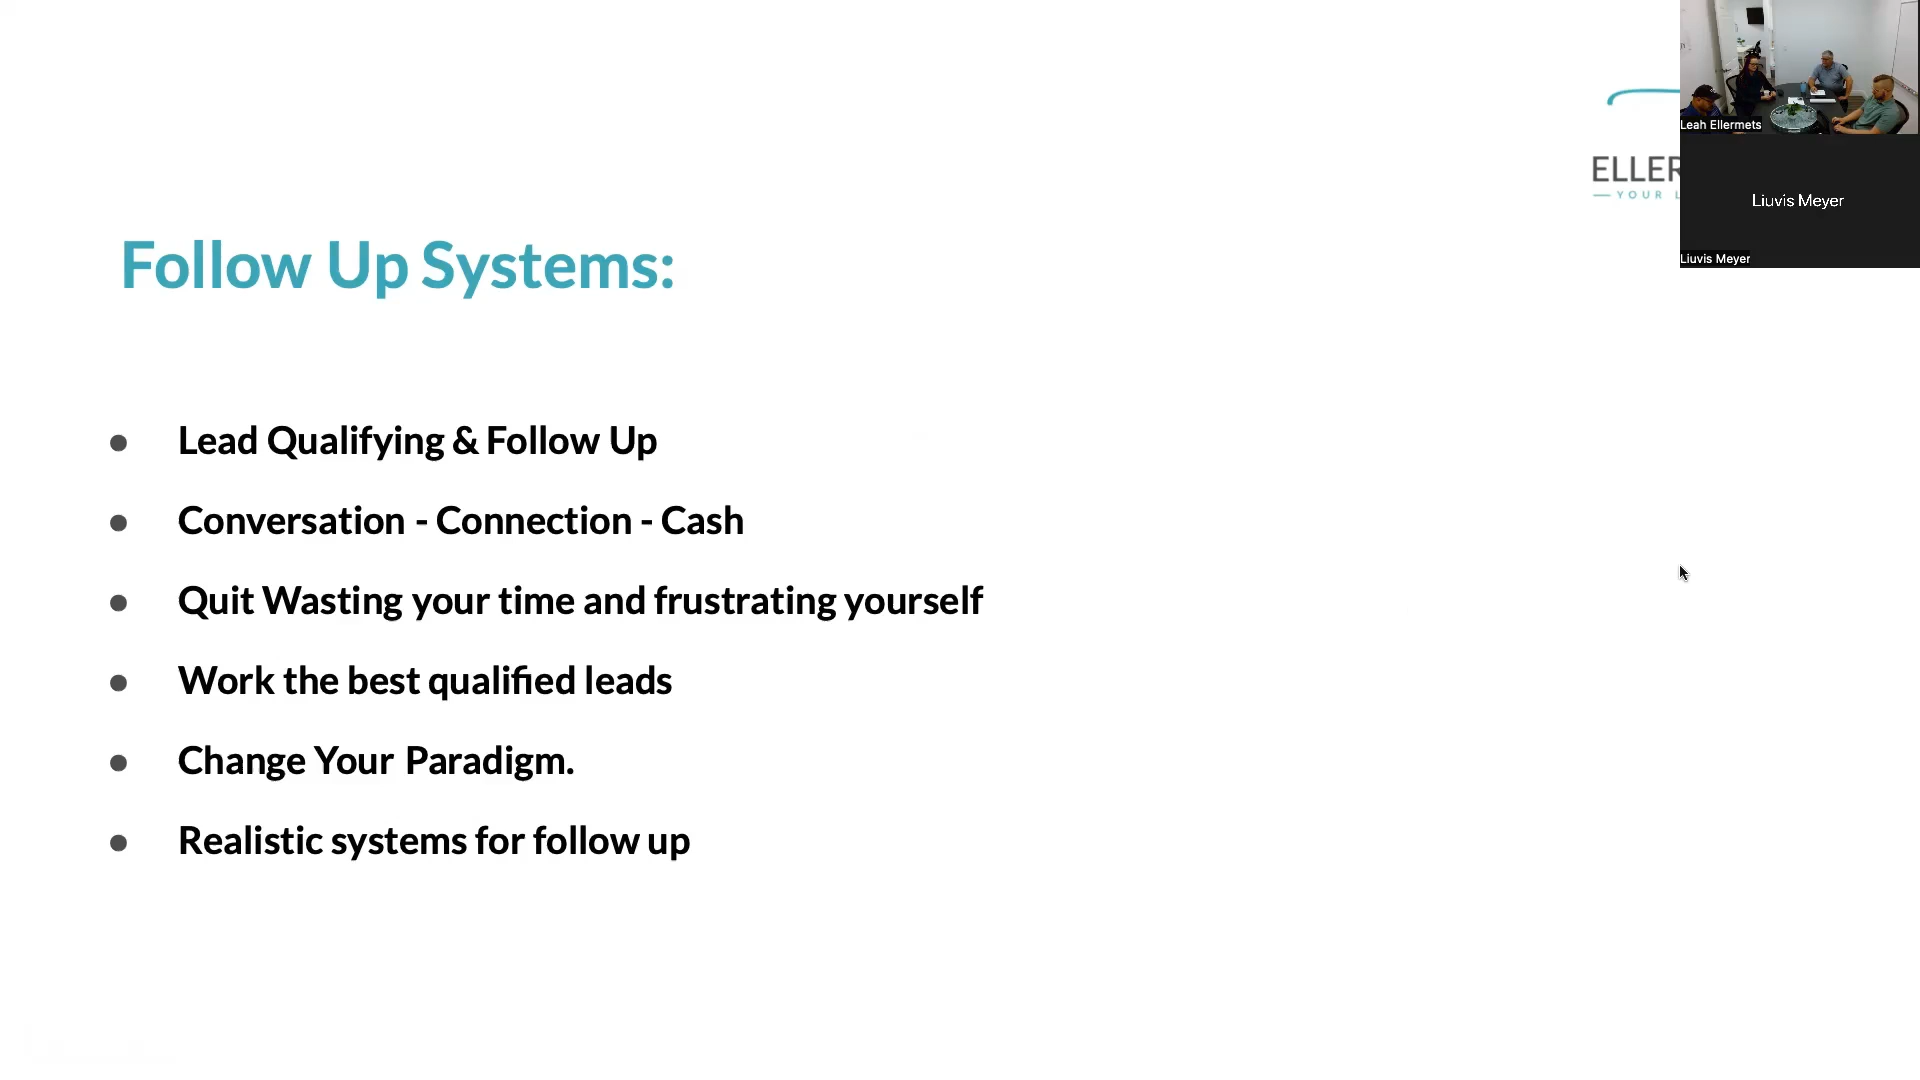 Leah Ellermets
ELLER
YOUR L
Liuvis Meyer
Liuvis Meyer
Follow Up Systems:
Lead Qualifying & Follow Up
Conversation - Connection - Cash
Quit Wasting your time and frustrating yourself
Work the best qualified leads
Change Your Paradigm.
Realistic systems for follow up